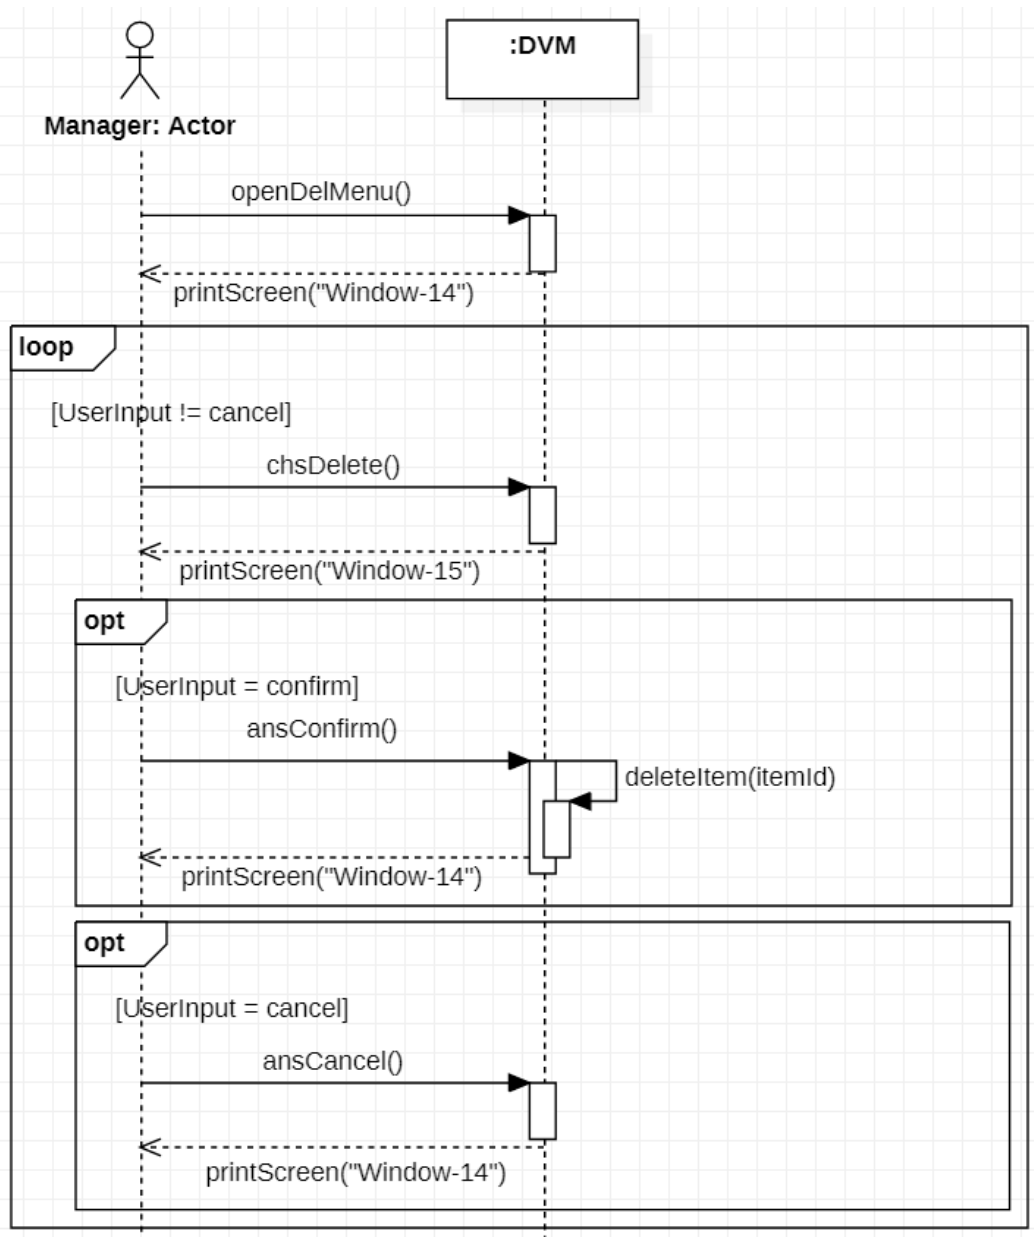 :DVM
Manager: Actor
openDelMenu()
printScreen("Window-14")
loop
[UserInput != cancel]
chsDelete()
printScreen("Window-15")
opt
[UserInput = confirm]
ansConfirm()
deleteItem(itemId)
printScreen("Window-14")
opt
[UserInput = cancel]
ansCancel()
printScreen("Window-14")